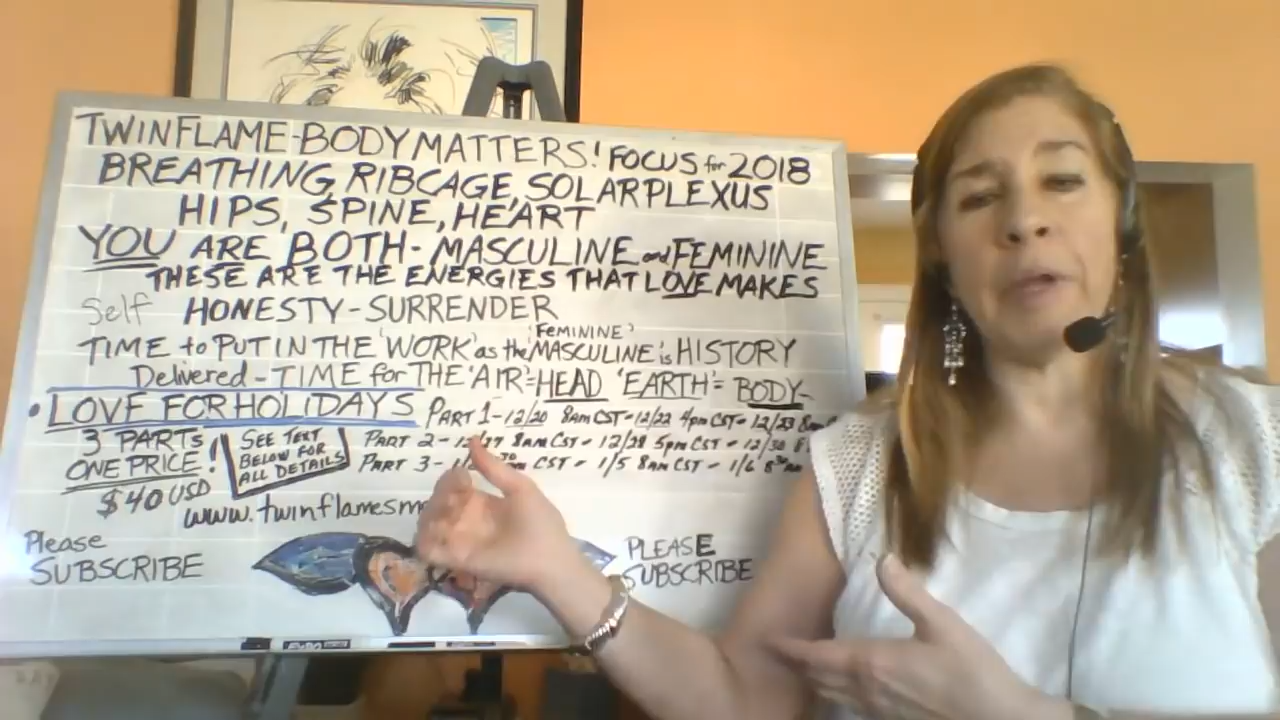 TWINFLAME-BODY MATTERS! FOCUS for 2018
BREATHING, RIBCAGE, SOLARPLEXUS
HIPS, SPINE, HEART
YOU ARE BOTH - MASCULINE and FEMININE
THESE ARE THE ENERGIES THAT LOVE MAKES
Self HONESTY - SURRENDER
'FEMININE'
TIME to PUT IN THE 'WORK' as the 'MASCULINE' is HISTORY
Delivered - TIME for THE 'AIR' = HEAD 'EARTH' = BODY -
• LOVE FOR HOLIDAYS
3 PARTS
ONE PRICE!
$40 USD
SEE TEXT
BELOW FOR
ALL DETAILS
PART 1 - 12/20 8am CST - 12/22 4pm CST - 12/23
PART 2 - 8am CST - 12/28 5pm CST - 12/30
PART 3 - CST - 1/5 8am CST - 1/6
www.twinflamesm
Please
SUBSCRIBE
PLEASE
SUBSCRIBE